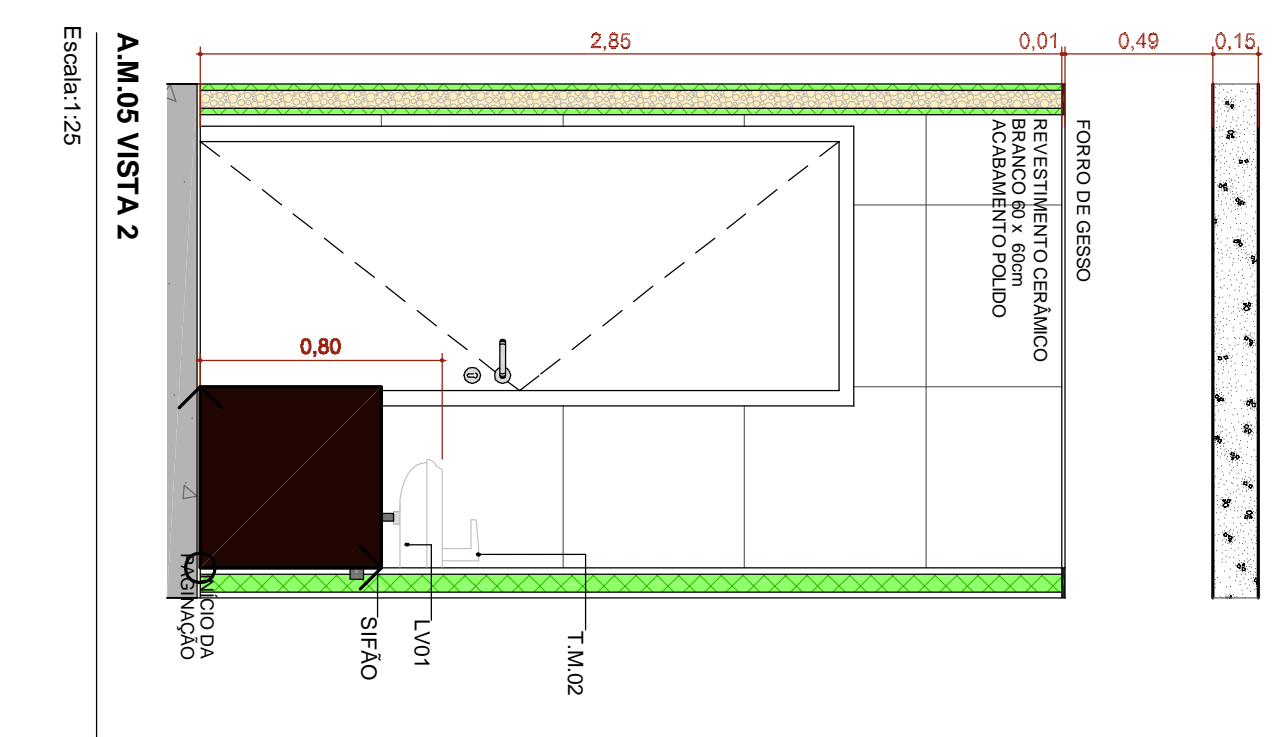 2,85
0,01
0,49
0,15
FORRO DE GESSO
REVESTIMENTO CERÂMICO
BRANCO 60 x 60cm
ACABAMENTO POLIDO
0,80
T.M.02
LV01
SIFÃO
INÍCIO DA
PAGINAÇÃO
A.M.05 VISTA 2
Escala:1:25